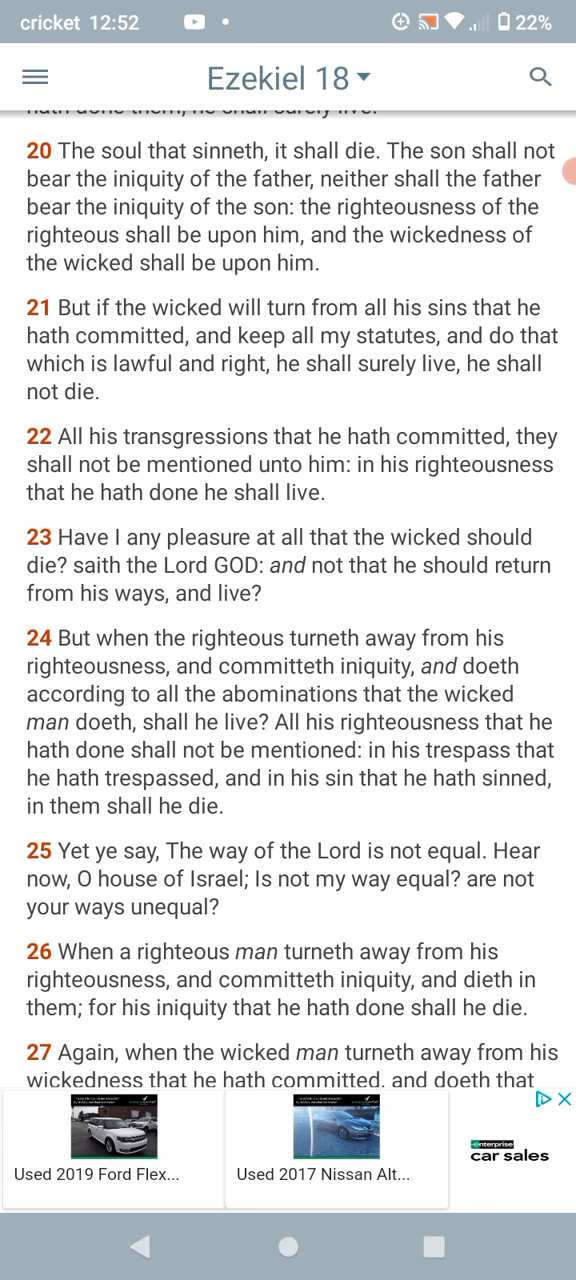 cricket 12:52
22%
Ezekiel 18
20 The soul that sinneth, it shall die. The son shall not
bear the iniquity of the father, neither shall the father
bear the iniquity of the son: the righteousness of the
righteous shall be upon him, and the wickedness of
the wicked shall be upon him.
21 But if the wicked will turn from all his sins that he
hath committed, and keep all my statutes, and do that
which is lawful and right, he shall surely live, he shall
not die.
22 All his transgressions that he hath committed, they
shall not be mentioned unto him: in his righteousness
that he hath done he shall live.
23 Have I any pleasure at all that the wicked should
die? saith the Lord GOD: and not that he should return
from his ways, and live?
24 But when the righteous turneth away from his
righteousness, and committeth iniquity, and doeth
according to all the abominations that the wicked
man doeth, shall he live? All his righteousness that he
hath done shall not be mentioned: in his trespass that
he hath trespassed, and in his sin that he hath sinned,
in them shall he die.
25 Yet ye say, The way of the Lord is not equal. Hear
now, O house of Israel; Is not my way equal? are not
your ways unequal?
26 When a righteous man turneth away from his
righteousness, and committeth iniquity, and dieth in
them; for his iniquity that he hath done shall he die.
27 Again, when the wicked man turneth away from his
wickedness that he hath committed, and doeth that
Used 2019 Ford Flex...
Used 2017 Nissan Alt...
enterprise
car sales